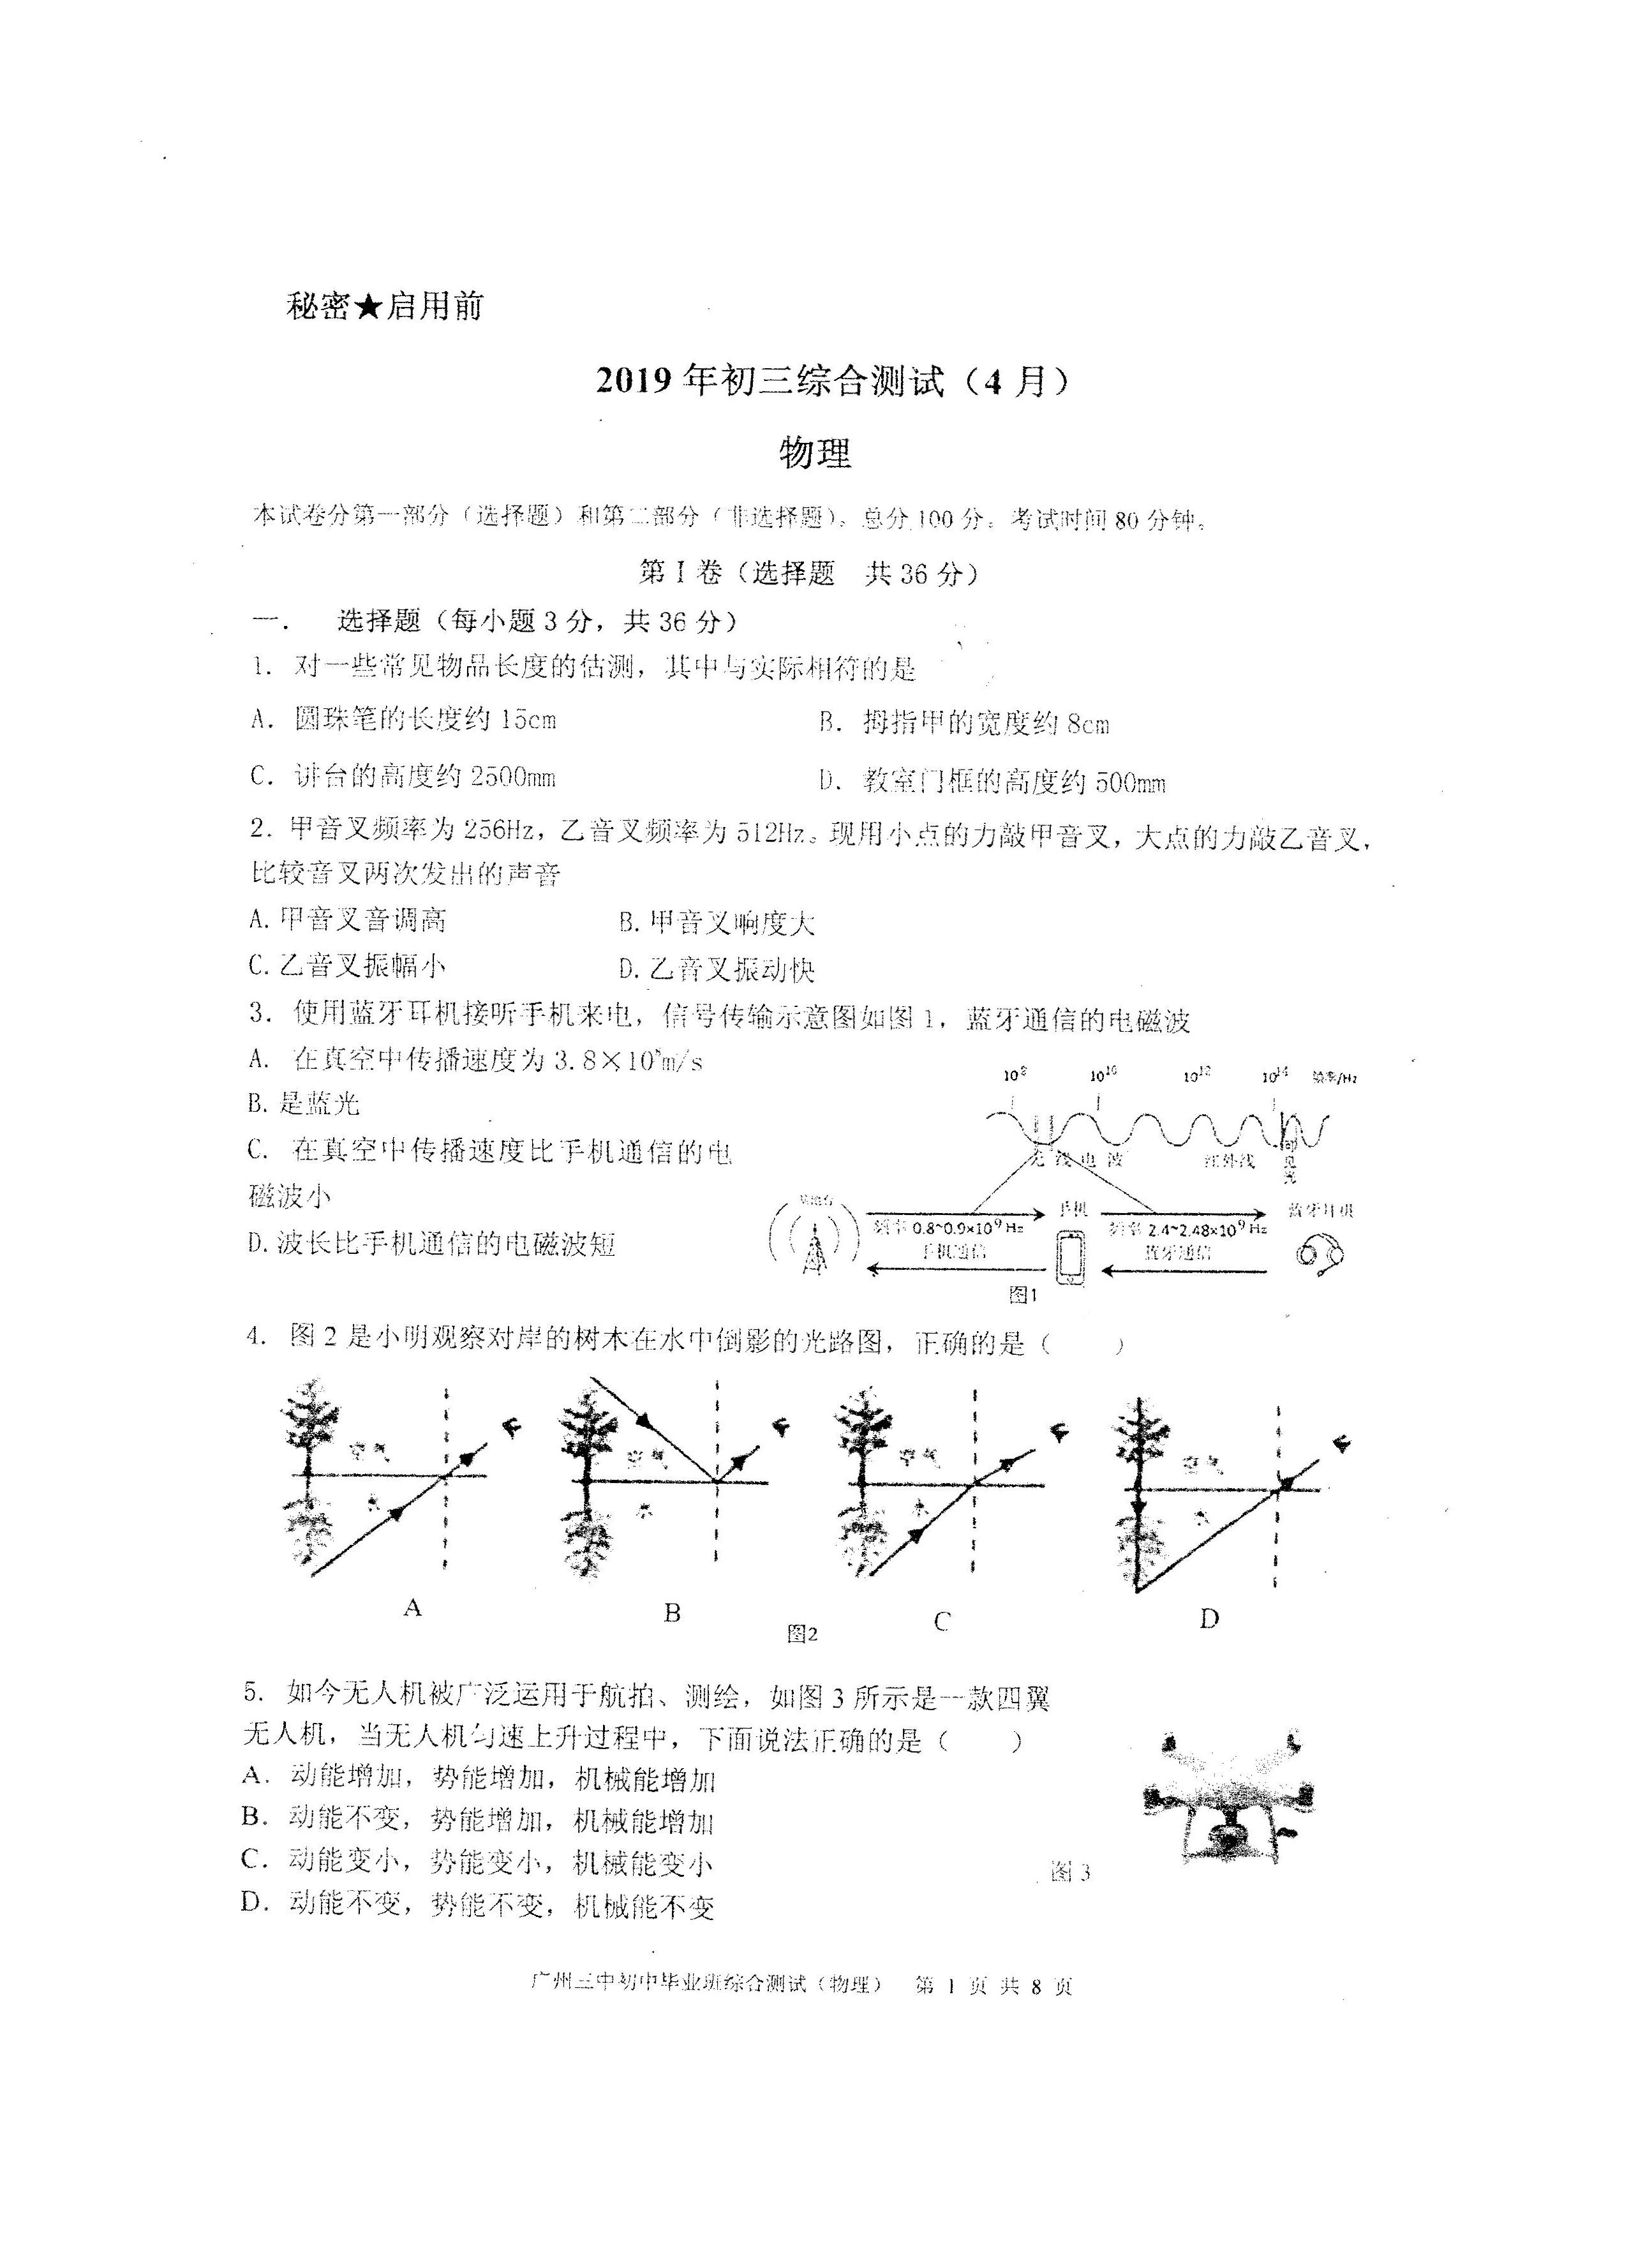 秘密★启用前
2019 年初三综合测试（4 月）
物理
本试卷分第一部分（选择题）和第二部分（非选择题）。总分 100 分。考试时间 80 分钟。
第 I 卷（选择题　共 36 分）
一．　选择题（每小题 3 分，共 36 分）
1．对一些常见物品长度的估测，其中与实际相符的是
A．圆珠笔的长度约 15cm　B．拇指甲的宽度约 8cm
C．讲台的高度约 2500mm　D．教室门框的高度约 500mm
2．甲音叉频率为 256Hz，乙音叉频率为 512Hz。现用小点的力敲甲音叉，大点的力敲乙音叉，
比较音叉两次发出的声音
A. 甲音叉音调高　B. 甲音叉响度大
C. 乙音叉振幅小　D. 乙音叉振动快
3．使用蓝牙耳机接听手机来电，信号传输示意图如图 1，蓝牙通信的电磁波
A．在真空中传播速度为 3.8×10⁸m/s
B. 是蓝光
C．在真空中传播速度比手机通信的电
磁波小
D. 波长比手机通信的电磁波短
10⁸ 10¹⁰ 10¹² 10¹⁴ 频率/Hz
无线电波 红外线 可见光
基地台 手机 蓝牙耳机
频率 0.8~0.9×10⁹ Hz 频率 2.4~2.48×10⁹ Hz
手机通信 蓝牙通信
图1
4．图 2 是小明观察对岸的树木在水中倒影的光路图，正确的是（　　）
空气 空气 空气 空气
水 水 水 水
A B C D
图2
5．如今无人机被广泛运用于航拍、测绘，如图 3 所示是一款四翼
无人机，当无人机匀速上升过程中，下面说法正确的是（　　）
A．动能增加，势能增加，机械能增加
B．动能不变，势能增加，机械能增加
C．动能变小，势能变小，机械能变小
D．动能不变，势能不变，机械能不变
图 3
广州三中初中毕业班综合测试（物理）　第 1 页 共 8 页